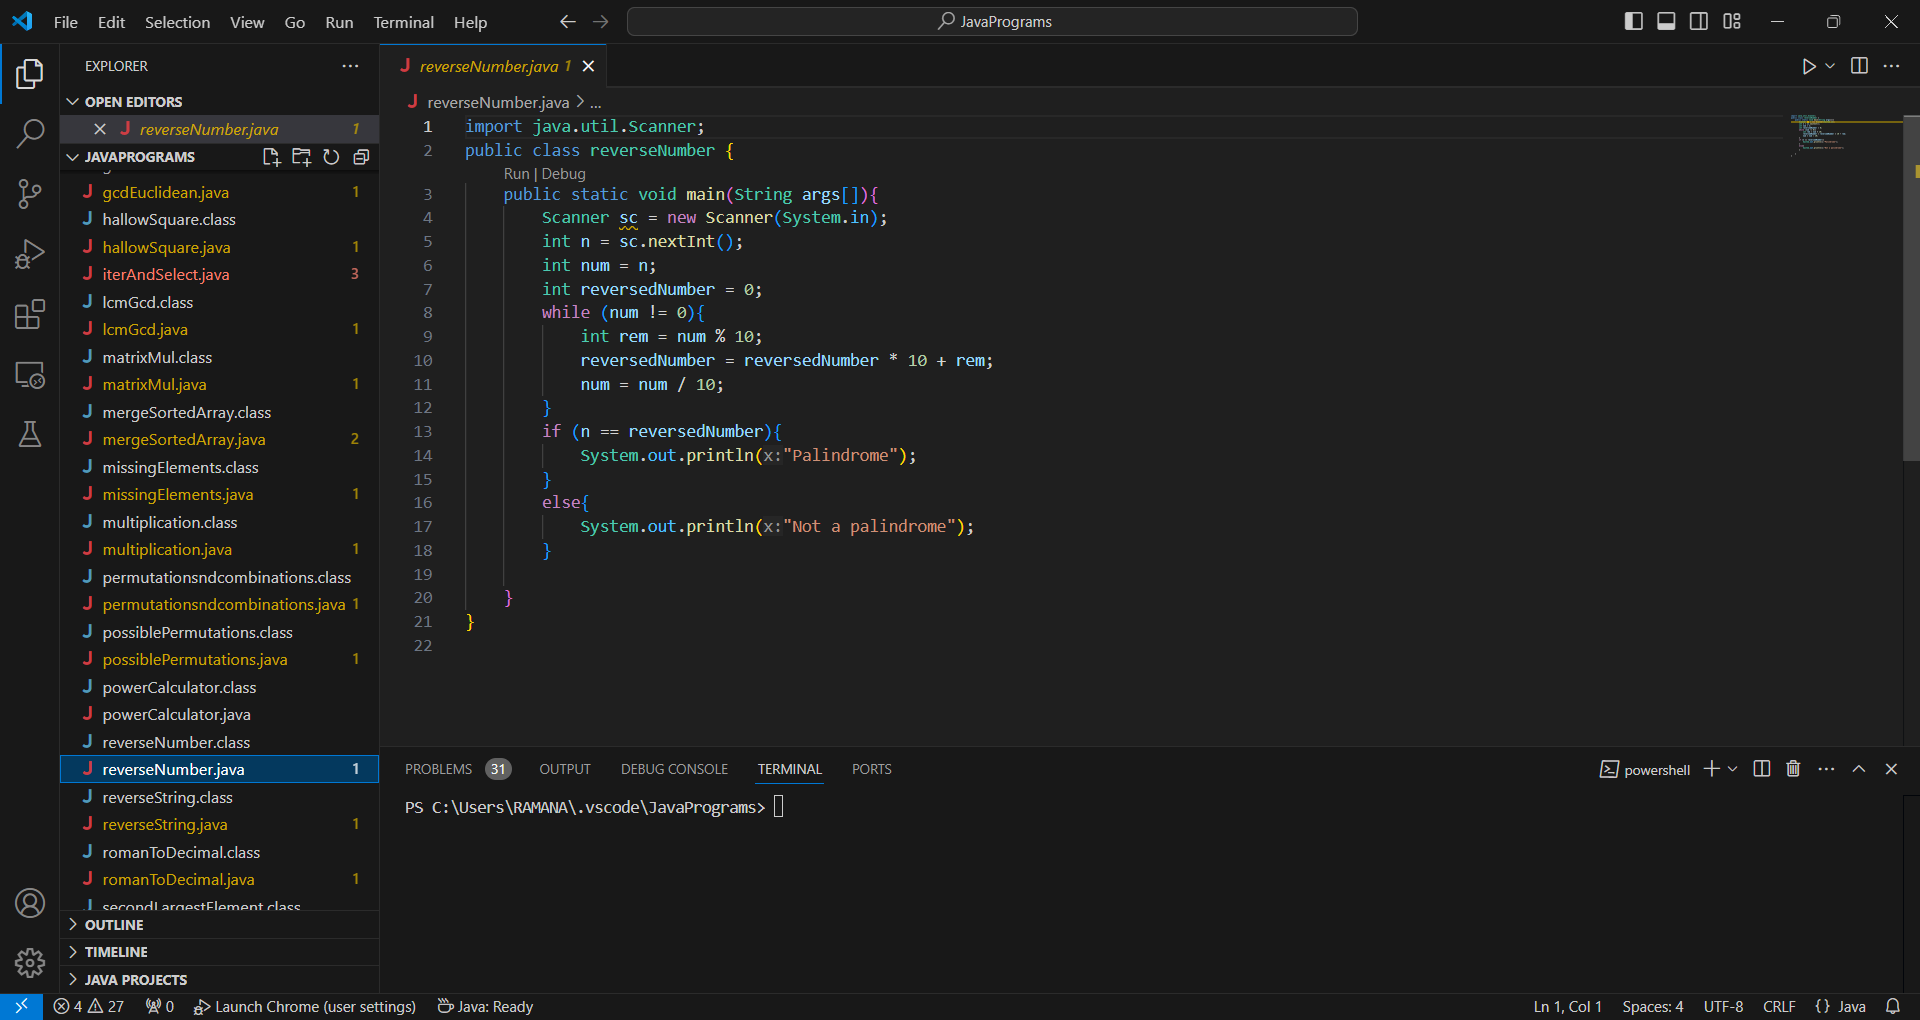 File Edit Selection View Go Run Terminal Help
JavaPrograms
EXPLORER
OPEN EDITORS
reverseNumber.java 1
JAVAPROGRAMS
gcdEuclidean.java 1
hallowSquare.class
hallowSquare.java 1
iterAndSelect.java 3
lcmGcd.class
lcmGcd.java 1
matrixMul.class
matrixMul.java 1
mergeSortedArray.class
mergeSortedArray.java 2
missingElements.class
missingElements.java 1
multiplication.class
multiplication.java 1
permutationsndcombinations.class
permutationsndcombinations.java 1
possiblePermutations.class
possiblePermutations.java 1
powerCalculator.class
powerCalculator.java
reverseNumber.class
reverseNumber.java 1
reverseString.class
reverseString.java 1
romanToDecimal.class
romanToDecimal.java 1
secondLargestElement.class
OUTLINE
TIMELINE
JAVA PROJECTS
reverseNumber.java 1
reverseNumber.java > ...
1 import java.util.Scanner;
2 public class reverseNumber {
Run | Debug
3 public static void main(String args[]){
4 Scanner sc = new Scanner(System.in);
5 int n = sc.nextInt();
6 int num = n;
7 int reversedNumber = 0;
8 while (num != 0){
9 int rem = num % 10;
10 reversedNumber = reversedNumber * 10 + rem;
11 num = num / 10;
12 }
13 if (n == reversedNumber){
14 System.out.println(x:"Palindrome");
15 }
16 else{
17 System.out.println(x:"Not a palindrome");
18 }
19
20 }
21 }
22
PROBLEMS 31 OUTPUT DEBUG CONSOLE TERMINAL PORTS
powershell
PS C:\Users\RAMANA\.vscode\JavaPrograms>
4 27 0 Launch Chrome (user settings) Java: Ready
Ln 1, Col 1 Spaces: 4 UTF-8 CRLF {} Java